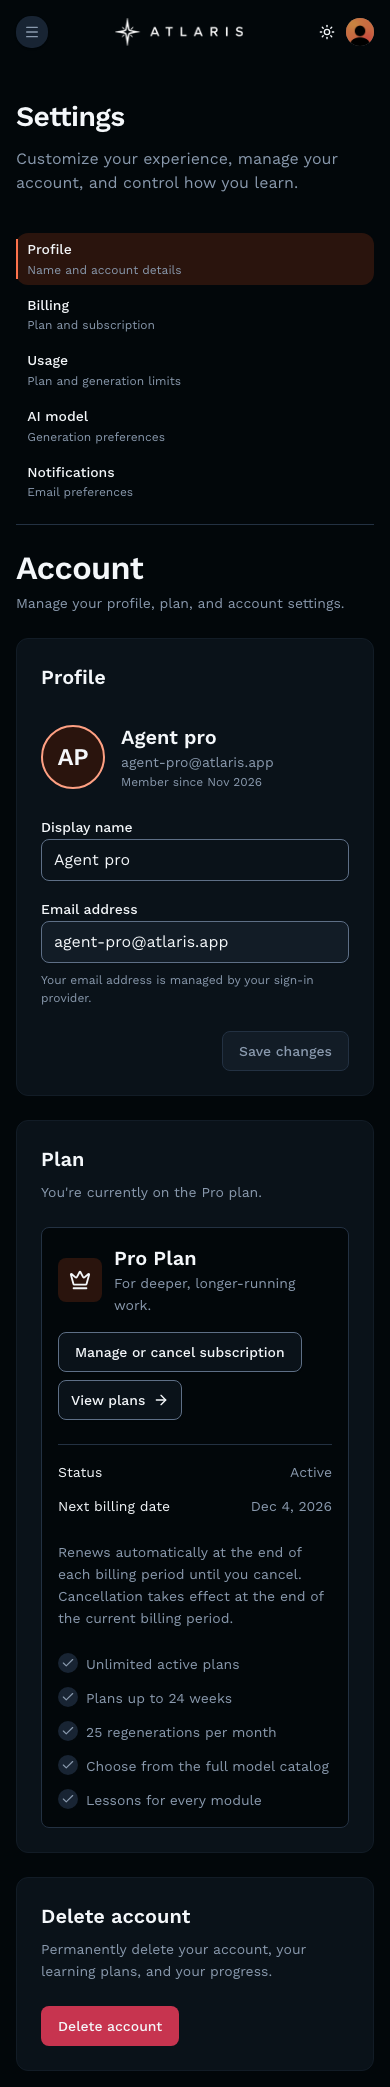 ATLARIS
Settings
Customize your experience, manage your
account, and control how you learn.
Profile
Name and account details
Billing
Plan and subscription
Usage
Plan and generation limits
AI model
Generation preferences
Notifications
Email preferences
Account
Manage your profile, plan, and account settings.
Profile
AP
Agent pro
agent-pro@atlaris.app
Member since Nov 2026
Display name
Agent pro
Email address
agent-pro@atlaris.app
Your email address is managed by your sign-in
provider.
Save changes
Plan
You're currently on the Pro plan.
Pro Plan
For deeper, longer-running
work.
Manage or cancel subscription
View plans →
Status Active
Next billing date Dec 4, 2026
Renews automatically at the end of
each billing period until you cancel.
Cancellation takes effect at the end of
the current billing period.
Unlimited active plans
Plans up to 24 weeks
25 regenerations per month
Choose from the full model catalog
Lessons for every module
Delete account
Permanently delete your account, your
learning plans, and your progress.
Delete account